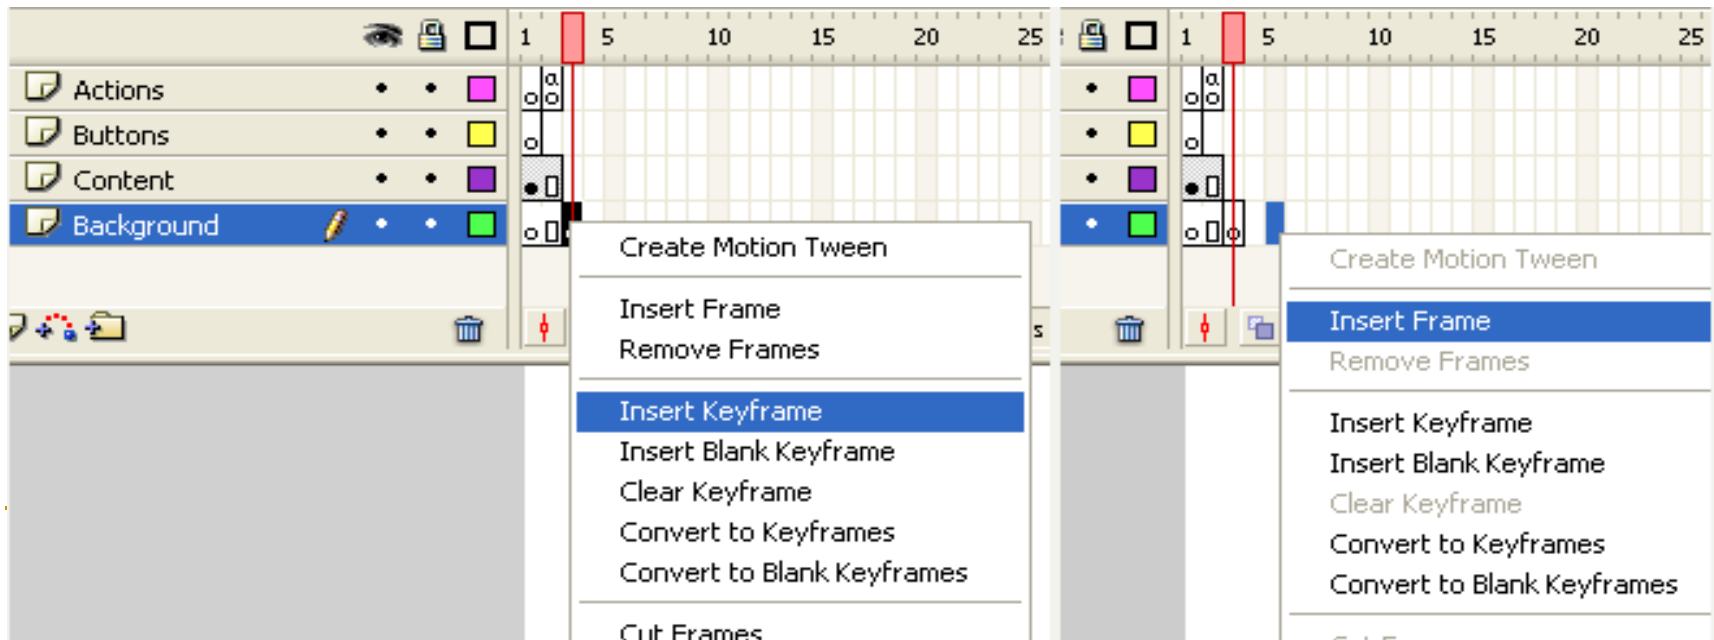 1 5 10 15 20 25
Actions
a
Buttons
Content
Background
Create Motion Tween
Insert Frame
Remove Frames
s
Insert Keyframe
Insert Blank Keyframe
Clear Keyframe
Convert to Keyframes
Convert to Blank Keyframes
Cut Frames
1 5 10 15 20 25
a
Create Motion Tween
Insert Frame
Remove Frames
Insert Keyframe
Insert Blank Keyframe
Clear Keyframe
Convert to Keyframes
Convert to Blank Keyframes